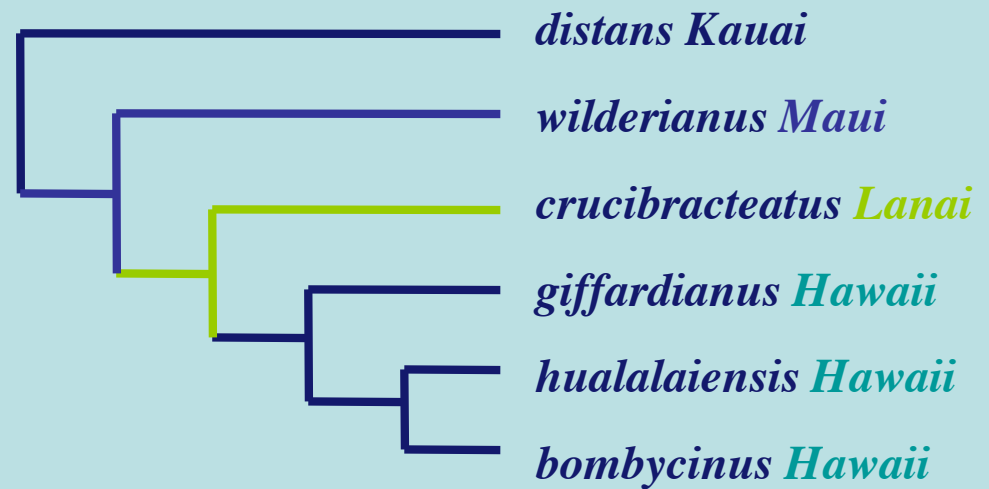 distans Kauai
wilderianus Maui
crucibracteatus Lanai
giffardianus Hawaii
hualalaiensis Hawaii
bombycinus Hawaii